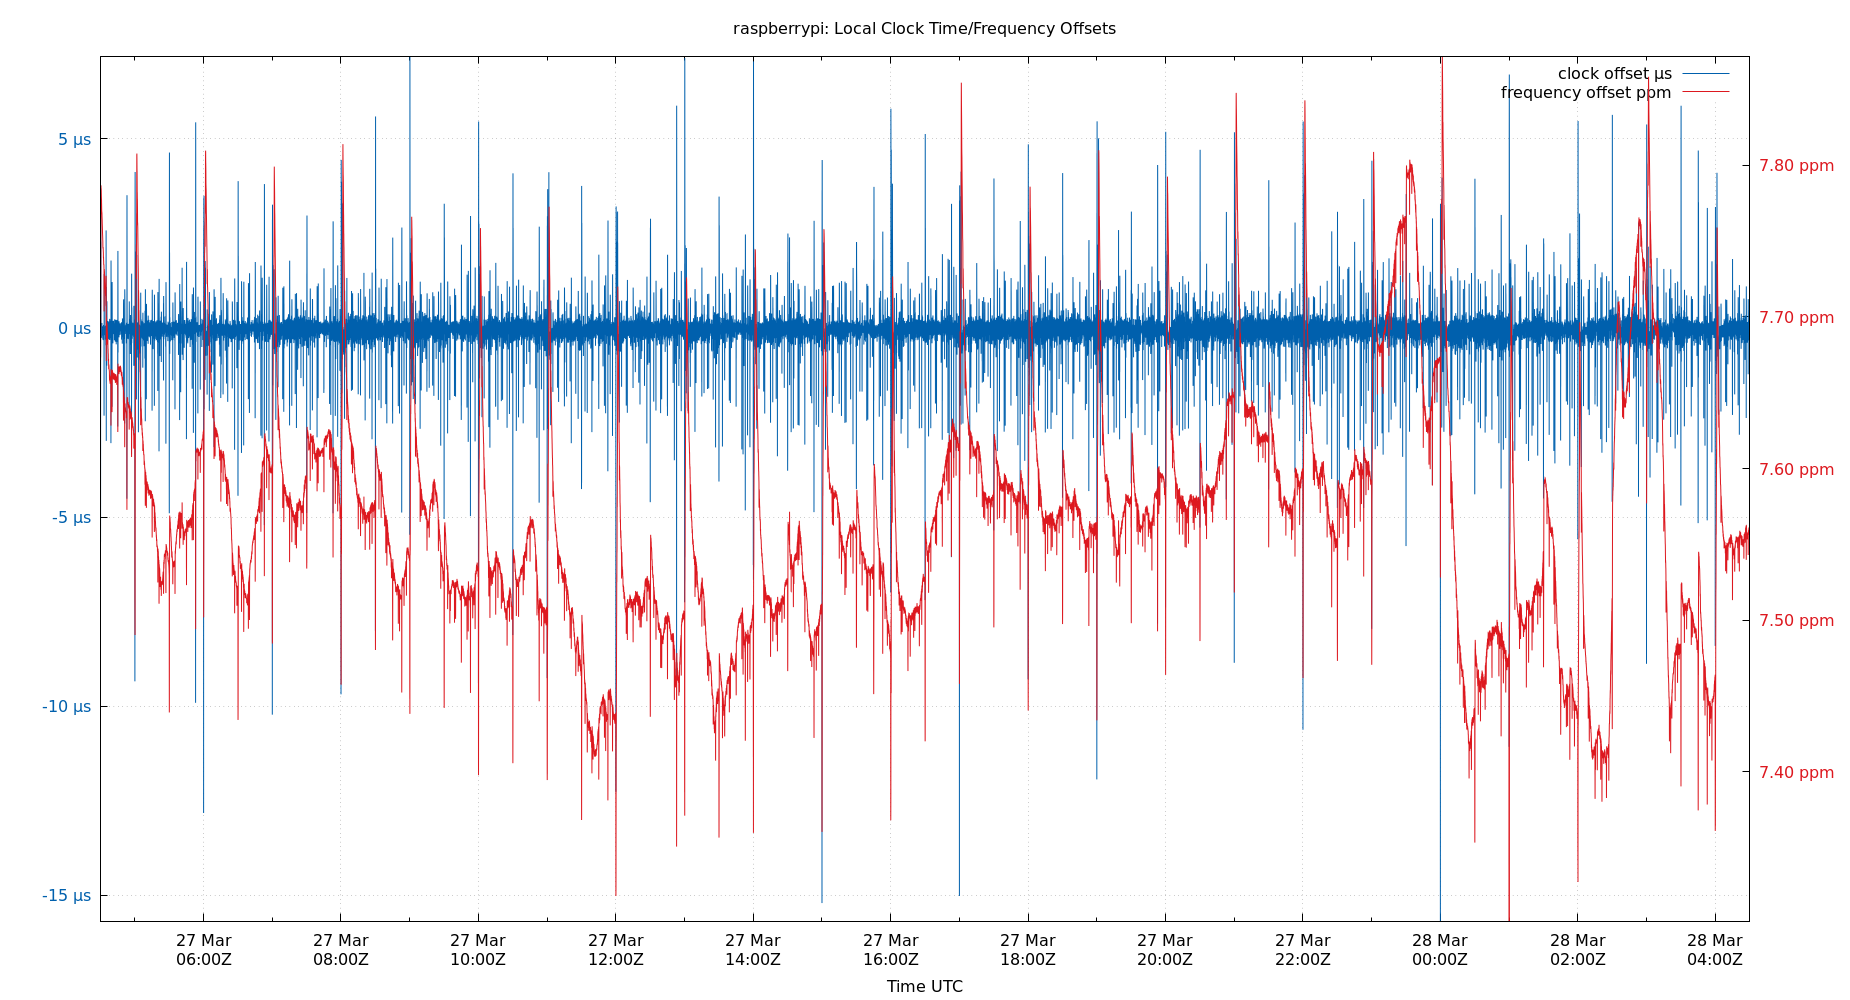 raspberrypi: Local Clock Time/Frequency Offsets
clock offset µs
frequency offset ppm
5 µs
0 µs
-5 µs
-10 µs
-15 µs
7.80 ppm
7.70 ppm
7.60 ppm
7.50 ppm
7.40 ppm
27 Mar 27 Mar 27 Mar 27 Mar 27 Mar 27 Mar 27 Mar 27 Mar 27 Mar 28 Mar 28 Mar 28 Mar
06:00Z 08:00Z 10:00Z 12:00Z 14:00Z 16:00Z 18:00Z 20:00Z 22:00Z 00:00Z 02:00Z 04:00Z
Time UTC